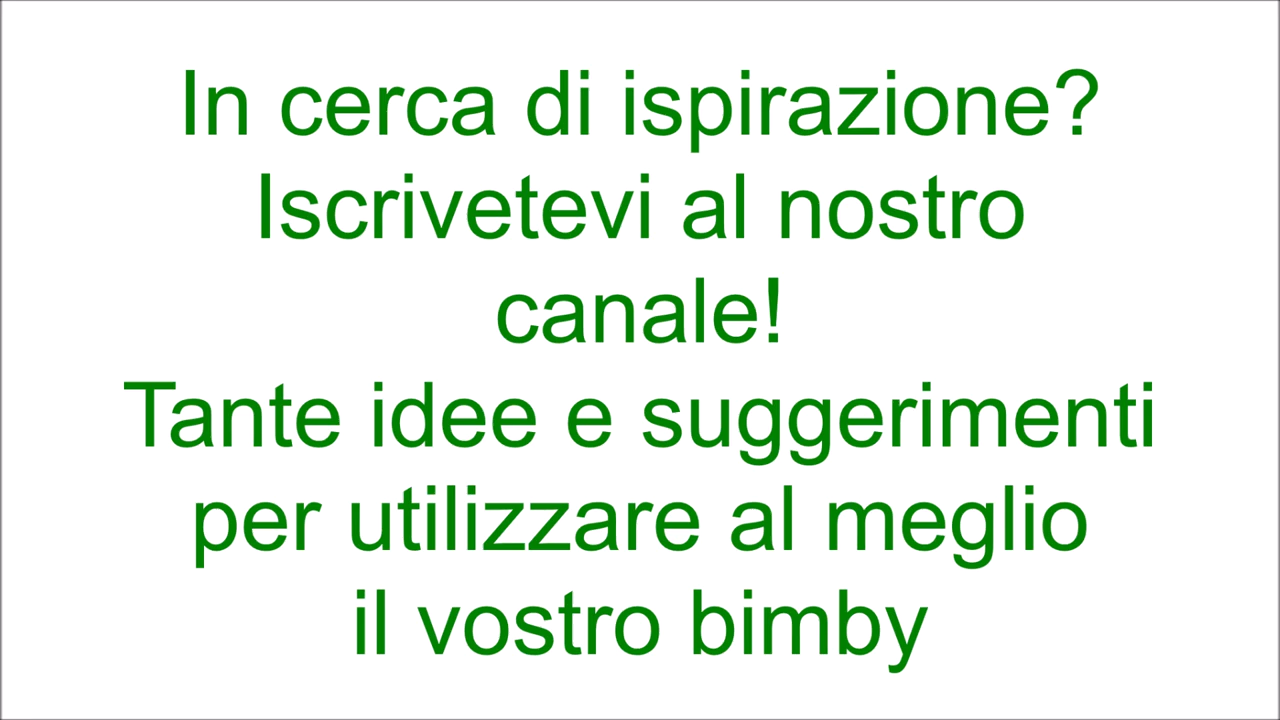 In cerca di ispirazione?
Iscrivetevi al nostro
canale!
Tante idee e suggerimenti
per utilizzare al meglio
il vostro bimby